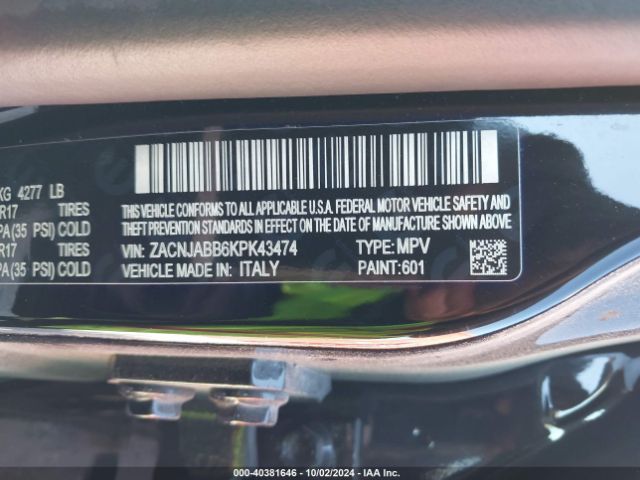 KG 4277 LB
R17 TIRES
PA(35 PSI) COLD
R17 TIRES
PA(35 PSI) COLD
THIS VEHICLE CONFORMS TO ALL APPLICABLE U.S.A. FEDERAL MOTOR VEHICLE SAFETY AND
THEFT PREVENTION STANDARDS IN EFFECT ON THE DATE OF MANUFACTURE SHOWN ABOVE.
VIN: ZACNJABB6KPK43474 TYPE: MPV
VEHICLE MADE IN: ITALY PAINT: 601
000-40381646 - 10/02/2024 - IAA Inc.